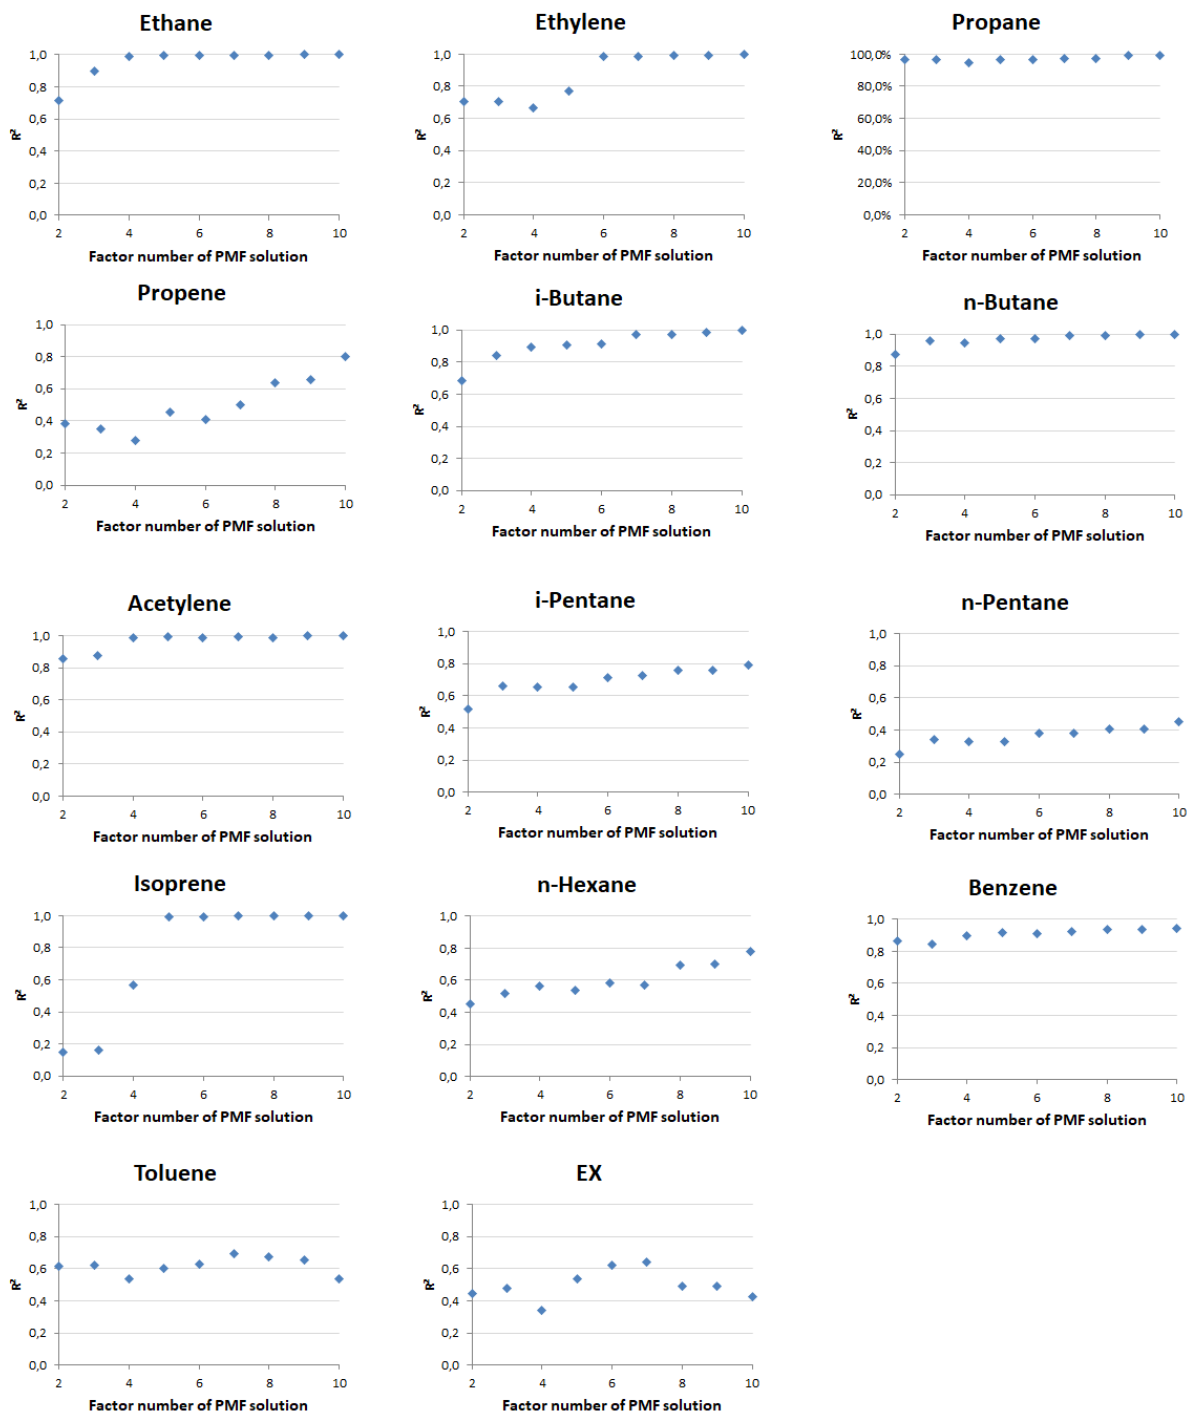 Ethane
1,0
0,8
0,6
0,4
0,2
0,0
R²
2 4 6 8 10
Factor number of PMF solution
Ethylene
1,0
0,8
0,6
0,4
0,2
0,0
R²
2 4 6 8 10
Factor number of PMF solution
Propane
100,0%
80,0%
60,0%
40,0%
20,0%
0,0%
R²
2 4 6 8 10
Factor number of PMF solution
Propene
1,0
0,8
0,6
0,4
0,2
0,0
R²
2 4 6 8 10
Factor number of PMF solution
i-Butane
1,0
0,8
0,6
0,4
0,2
0,0
R²
2 4 6 8 10
Factor number of PMF solution
n-Butane
1,0
0,8
0,6
0,4
0,2
0,0
R²
2 4 6 8 10
Factor number of PMF solution
Acetylene
1,0
0,8
0,6
0,4
0,2
0,0
R²
2 4 6 8 10
Factor number of PMF solution
i-Pentane
1,0
0,8
0,6
0,4
0,2
0,0
R²
2 4 6 8 10
Factor number of PMF solution
n-Pentane
1,0
0,8
0,6
0,4
0,2
0,0
R²
2 4 6 8 10
Factor number of PMF solution
Isoprene
1,0
0,8
0,6
0,4
0,2
0,0
R²
2 4 6 8 10
Factor number of PMF solution
n-Hexane
1,0
0,8
0,6
0,4
0,2
0,0
R²
2 4 6 8 10
Factor number of PMF solution
Benzene
1,0
0,8
0,6
0,4
0,2
0,0
R²
2 4 6 8 10
Factor number of PMF solution
Toluene
1,0
0,8
0,6
0,4
0,2
0,0
R²
2 4 6 8 10
Factor number of PMF solution
EX
1,0
0,8
0,6
0,4
0,2
0,0
R²
2 4 6 8 10
Factor number of PMF solution